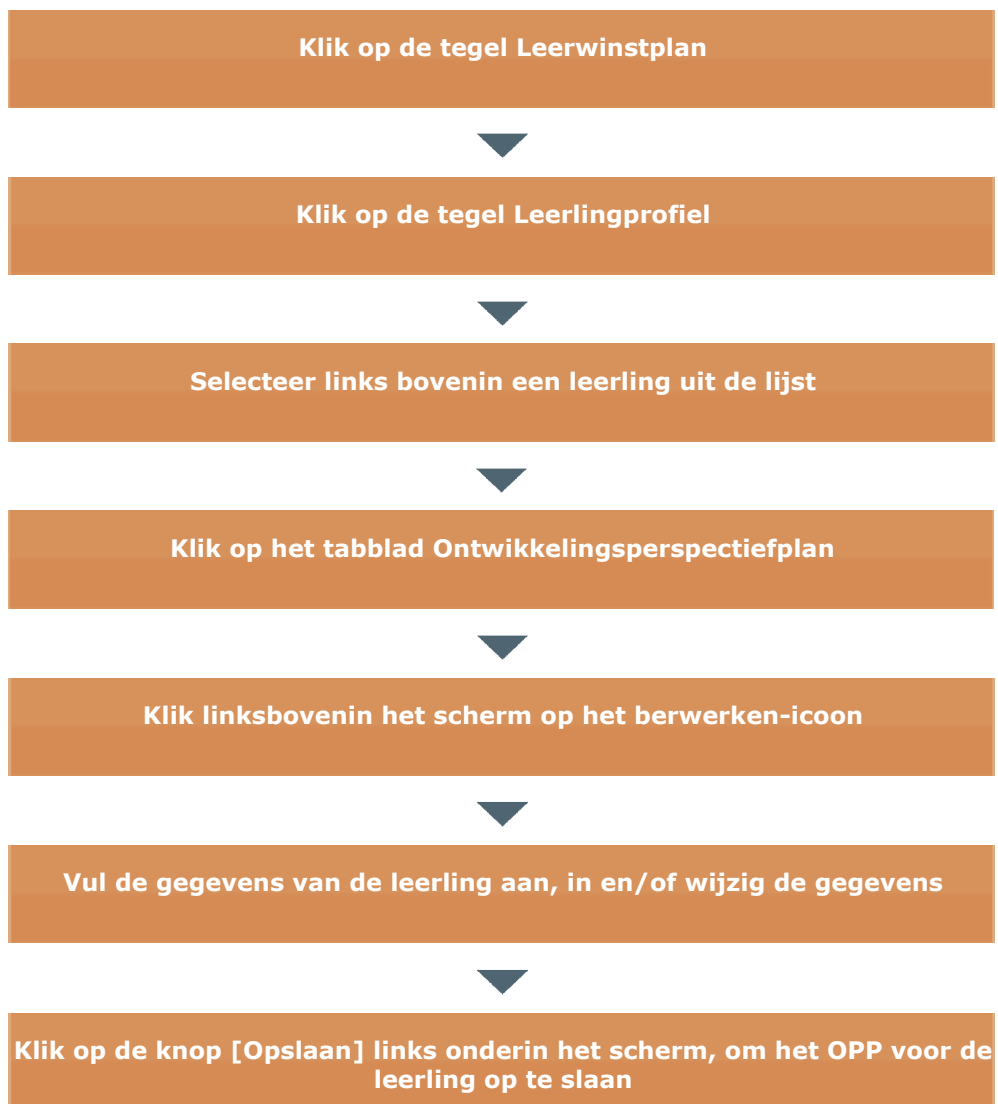 Klik op de tegel Leerwinstplan
Klik op de tegel Leerlingprofiel
Selecteer links bovenin een leerling uit de lijst
Klik op het tabblad Ontwikkelingsperspectiefplan
Klik linksbovenin het scherm op het berwerken-icoon
Vul de gegevens van de leerling aan, in en/of wijzig de gegevens
Klik op de knop [Opslaan] links onderin het scherm, om het OPP voor de
leerling op te slaan